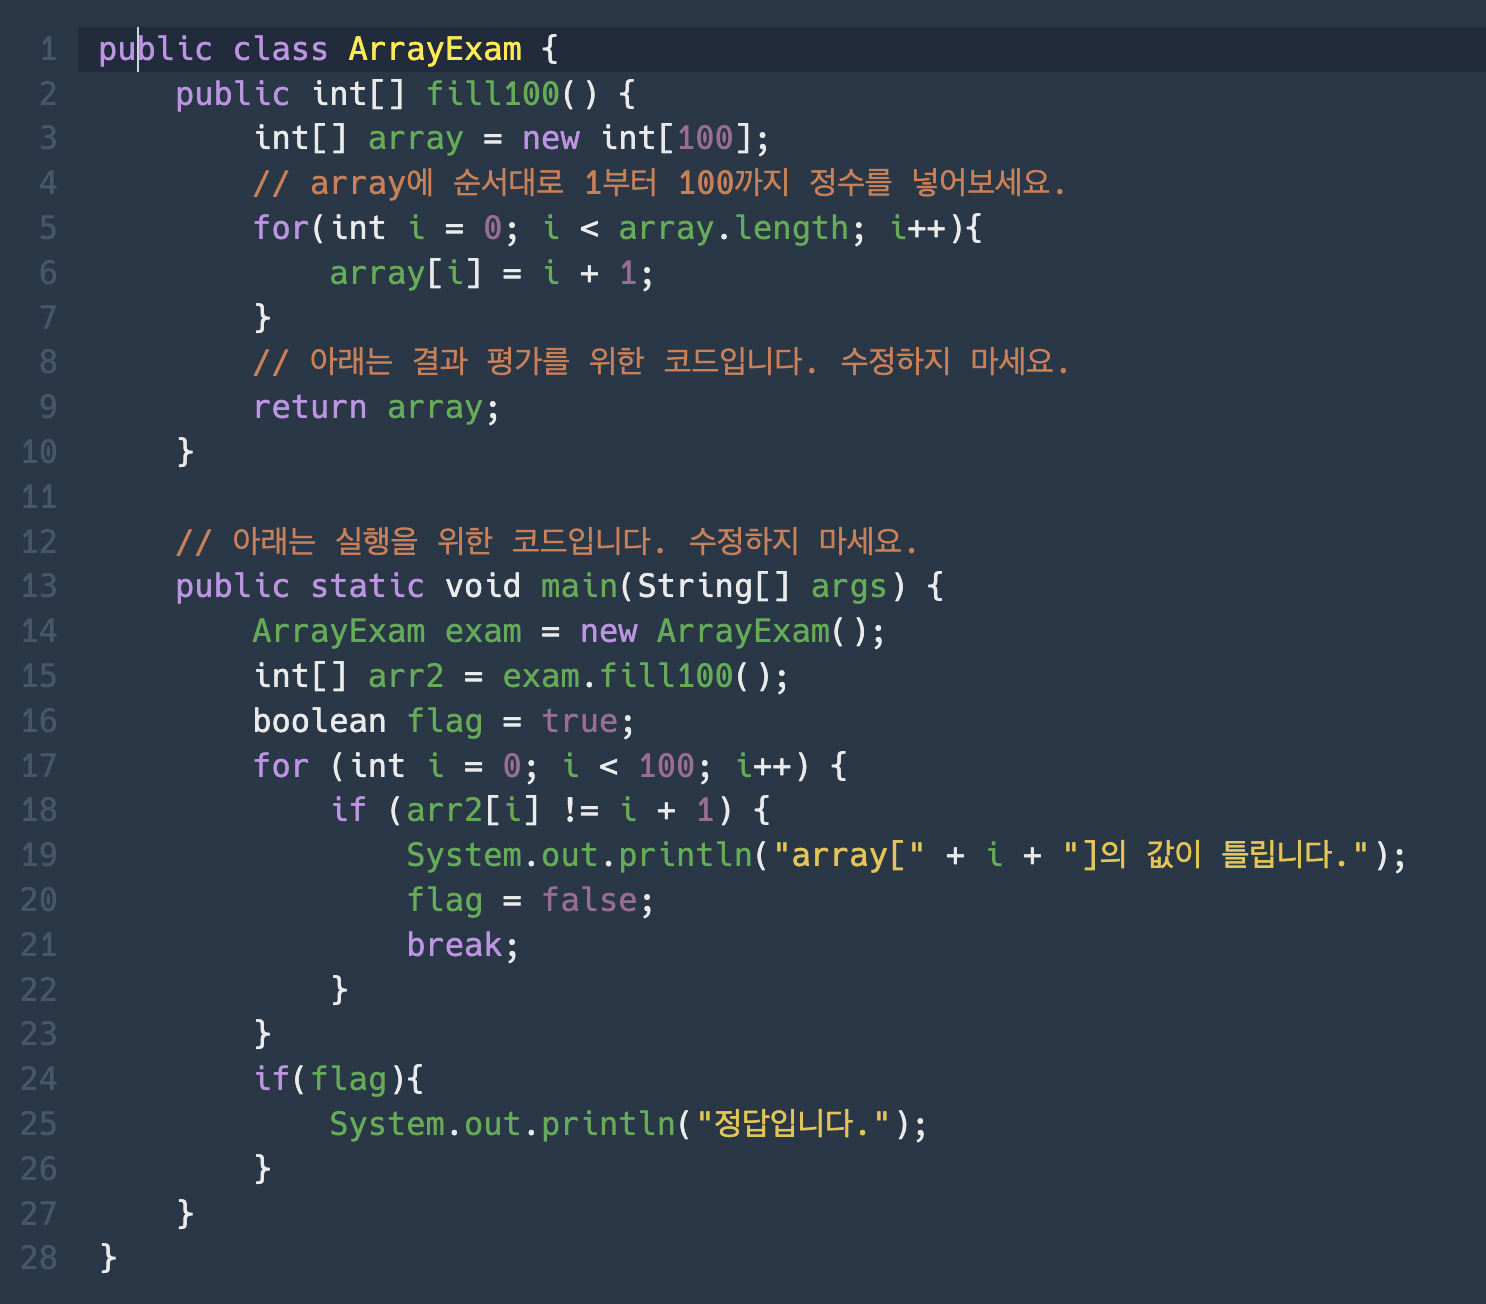 1 public class ArrayExam {
2 public int[] fill100() {
3 int[] array = new int[100];
4 // array에 순서대로 1부터 100까지 정수를 넣어보세요.
5 for(int i = 0; i < array.length; i++){
6 array[i] = i + 1;
7 }
8 // 아래는 결과 평가를 위한 코드입니다. 수정하지 마세요.
9 return array;
10 }
11
12 // 아래는 실행을 위한 코드입니다. 수정하지 마세요.
13 public static void main(String[] args) {
14 ArrayExam exam = new ArrayExam();
15 int[] arr2 = exam.fill100();
16 boolean flag = true;
17 for (int i = 0; i < 100; i++) {
18 if (arr2[i] != i + 1) {
19 System.out.println("array[" + i + "]의 값이 틀립니다.");
20 flag = false;
21 break;
22 }
23 }
24 if(flag){
25 System.out.println("정답입니다.");
26 }
27 }
28 }